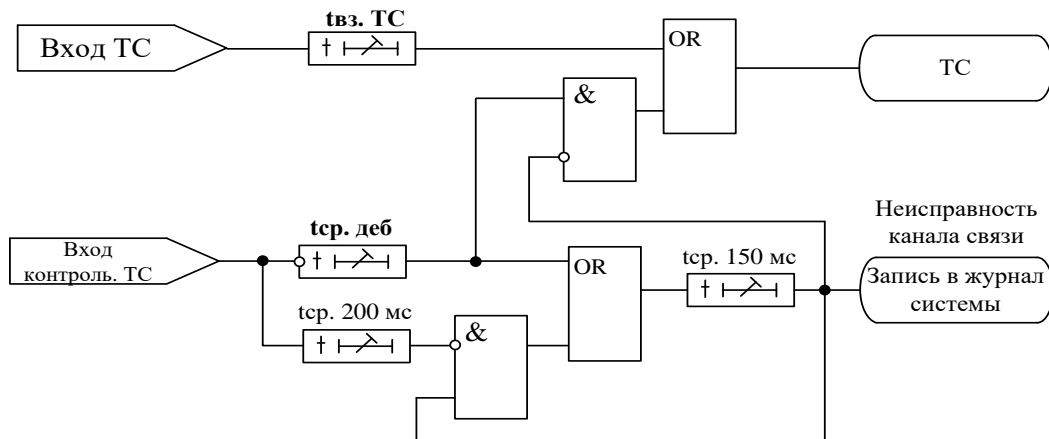 tвз. ТС
Вход ТС
OR
ТС
&
Неисправность
канала связи
tср. деб
Вход
контроль. ТС
OR
tср. 150 мс
Запись в журнал
системы
tср. 200 мс
&